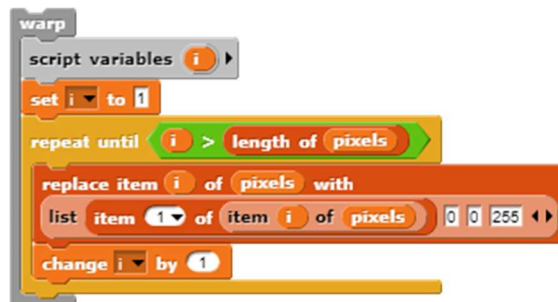 warp
script variables i
set i to 1
repeat until i > length of pixels
replace item i of pixels with
list item 1 of item i of pixels 0 0 255
change i by 1